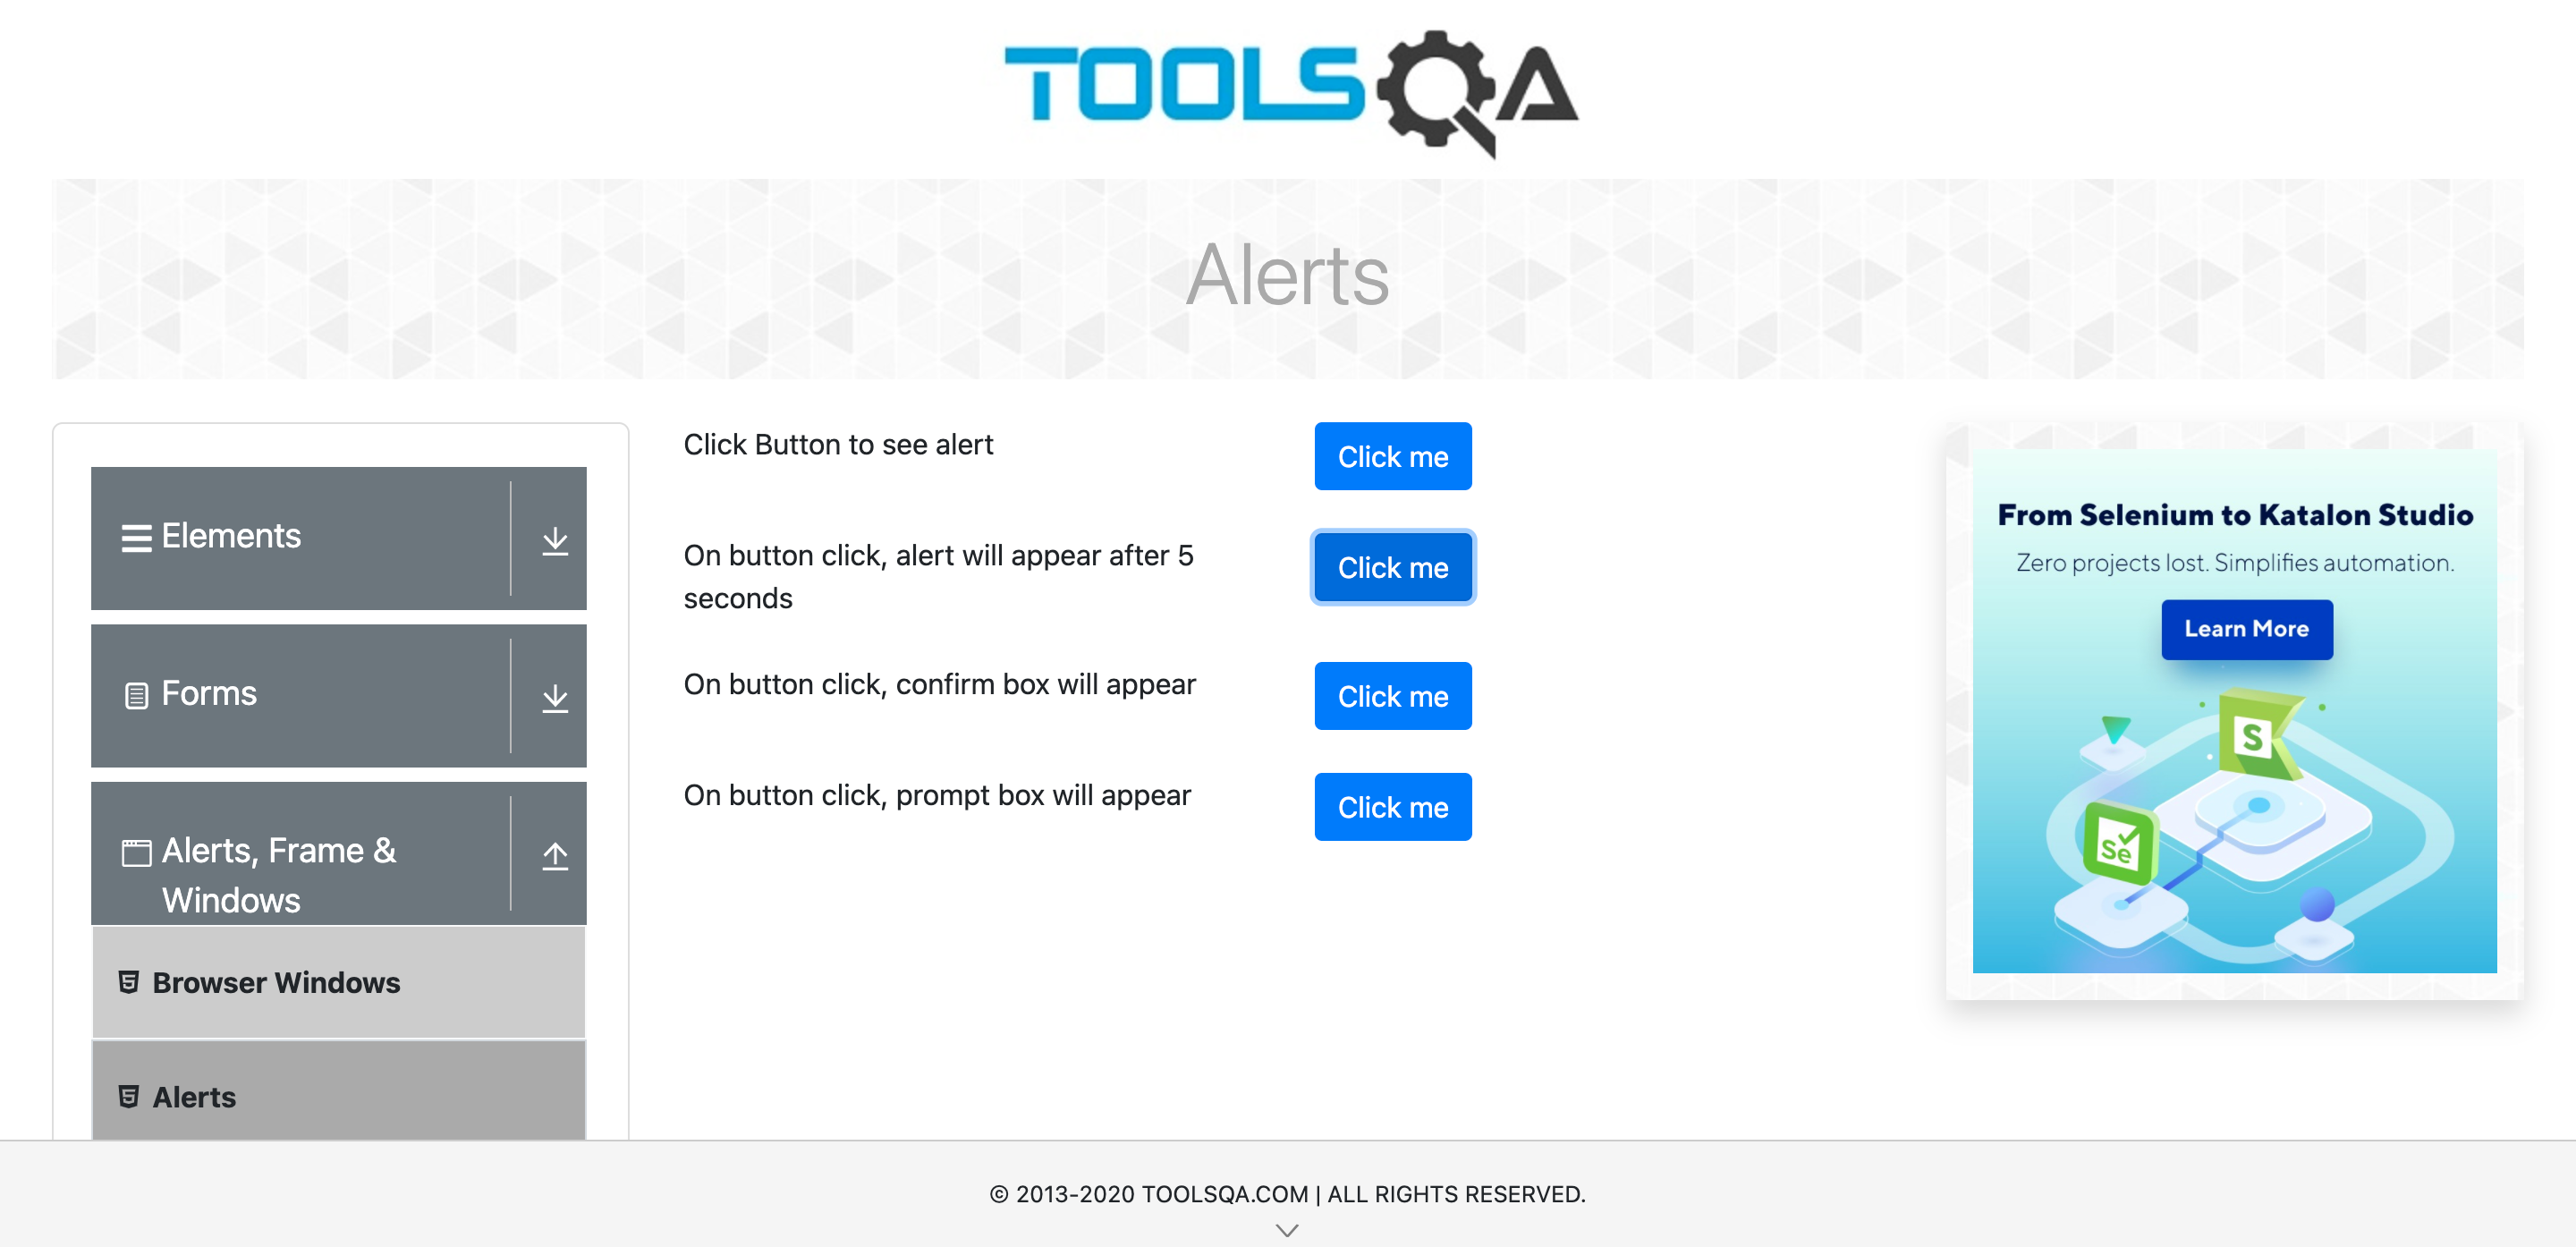 TOOLSQA
Alerts
Elements
Forms
Alerts, Frame &
Windows
Browser Windows
Alerts
Click Button to see alert
Click me
On button click, alert will appear after 5
seconds
Click me
On button click, confirm box will appear
Click me
On button click, prompt box will appear
Click me
From Selenium to Katalon Studio
Zero projects lost. Simplifies automation.
Learn More
S
Se
© 2013-2020 TOOLSQA.COM | ALL RIGHTS RESERVED.